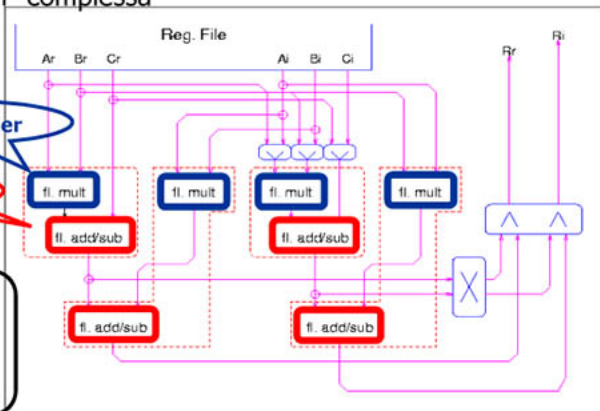 complessa
Reg. File
Ar Br Cr Ai Bi Ci
Rr Ri
er
fl. mult fl. mult fl. mult fl. mult
fl. add/sub fl. add/sub
fl. add/sub fl. add/sub